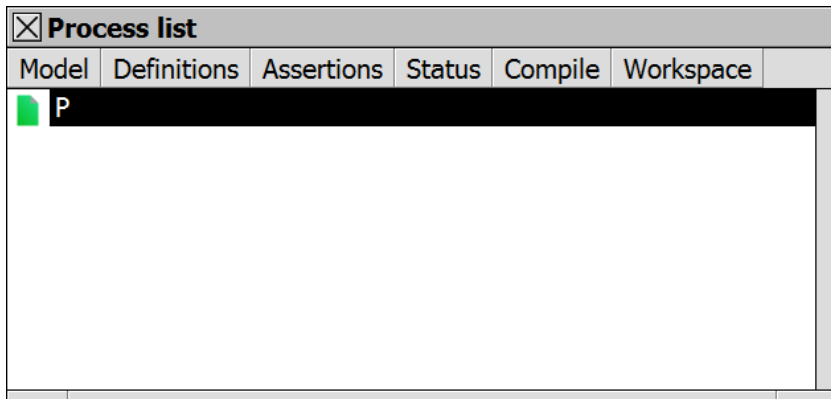 Process list
Model Definitions Assertions Status Compile Workspace
P